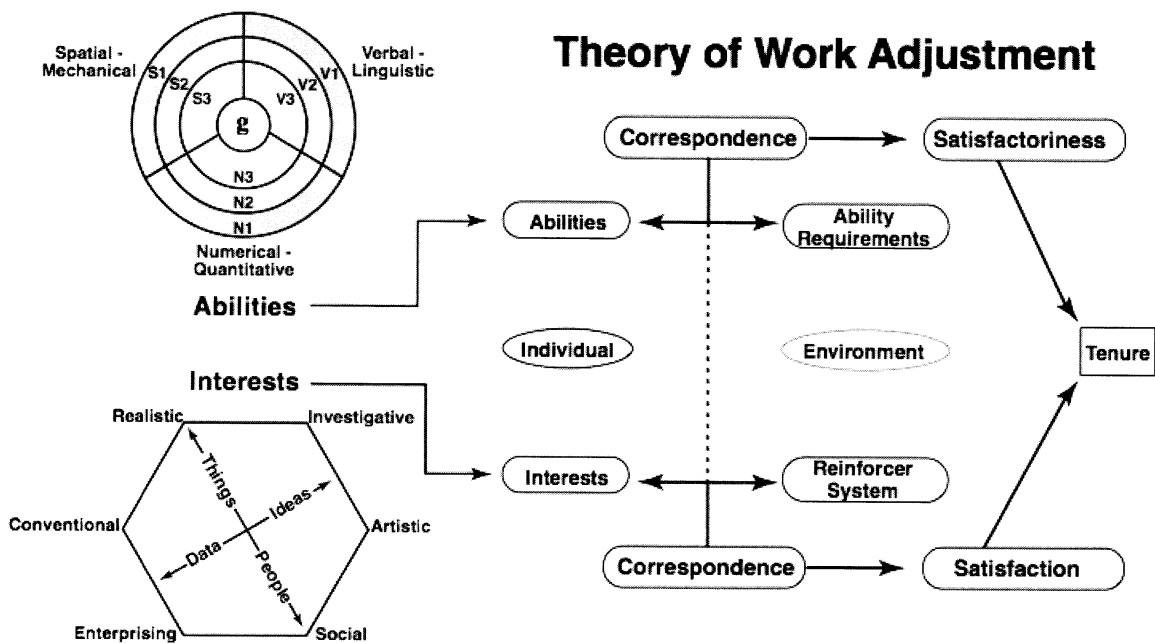 Theory of Work Adjustment
Spatial -
Mechanical
Verbal -
Linguistic
S1
S2
S3
V1
V2
V3
g
N3
N2
N1
Numerical -
Quantitative
Abilities
Interests
Realistic
Investigative
Conventional
Artistic
Enterprising
Social
Things
Ideas
Data
People
Correspondence
Satisfactoriness
Abilities
Ability
Requirements
Individual
Environment
Tenure
Interests
Reinforcer
System
Correspondence
Satisfaction